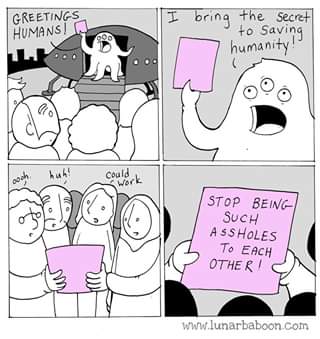 GREETINGS
HUMANS!
I bring the secret
to saving
humanity!
oooh.
huh!
could
work
STOP BEING
SUCH
ASSHOLES
TO EACH
OTHER!
www.lunarbaboon.com